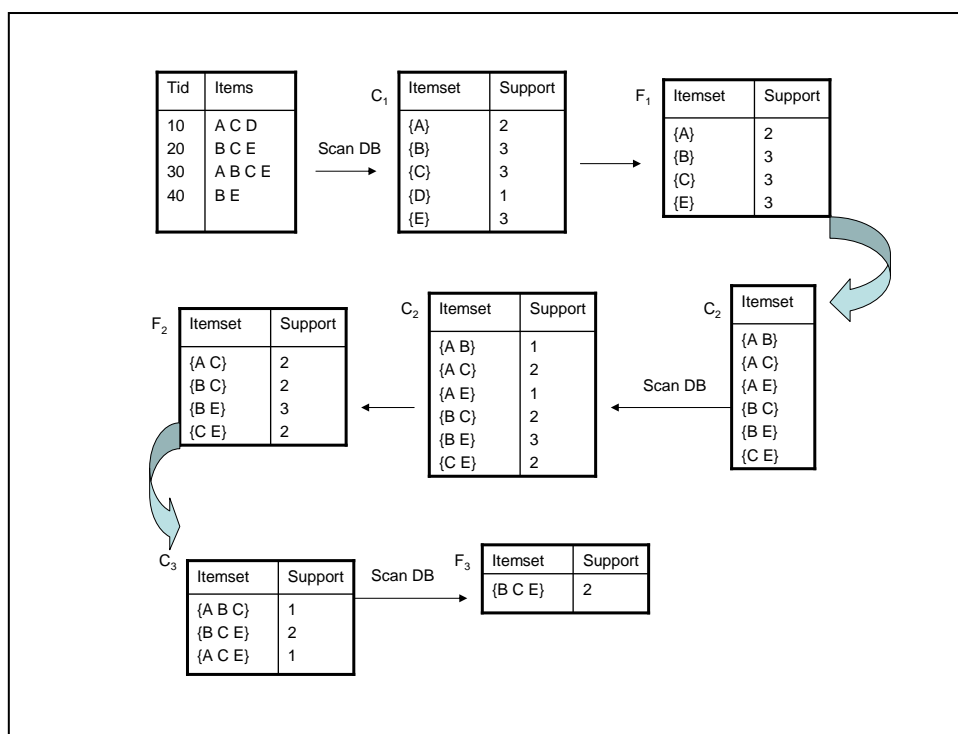 Tid Items
10 A C D
20 B C E
30 A B C E
40 B E
Scan DB
C₁
Itemset Support
{A} 2
{B} 3
{C} 3
{D} 1
{E} 3
F₁
Itemset Support
{A} 2
{B} 3
{C} 3
{E} 3
F₂
Itemset Support
{A C} 2
{B C} 2
{B E} 3
{C E} 2
C₂
Itemset Support
{A B} 1
{A C} 2
{A E} 1
{B C} 2
{B E} 3
{C E} 2
Scan DB
C₂
Itemset
{A B}
{A C}
{A E}
{B C}
{B E}
{C E}
C₃
Itemset Support
{A B C} 1
{B C E} 2
{A C E} 1
Scan DB
F₃
Itemset Support
{B C E} 2